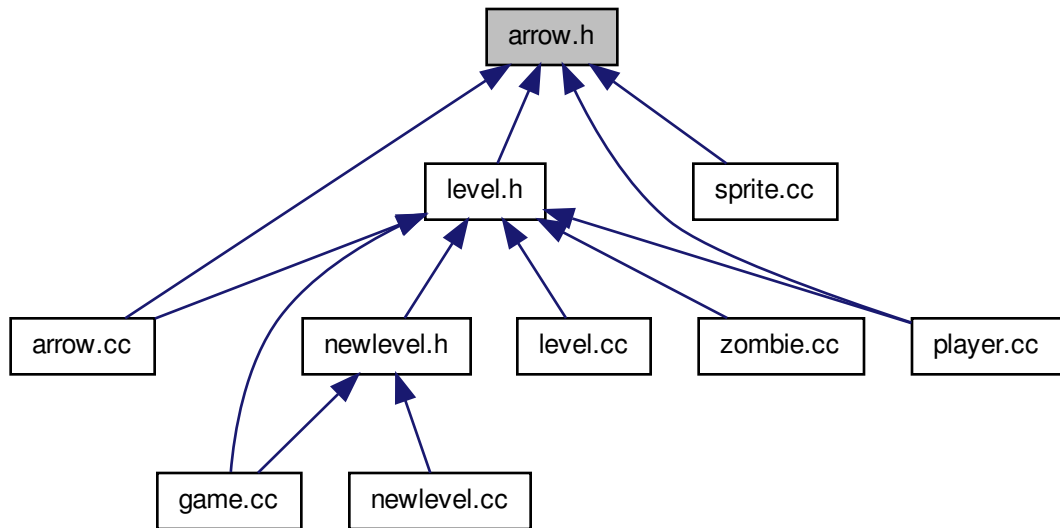 arrow.h
level.h
sprite.cc
arrow.cc
newlevel.h
level.cc
zombie.cc
player.cc
game.cc
newlevel.cc